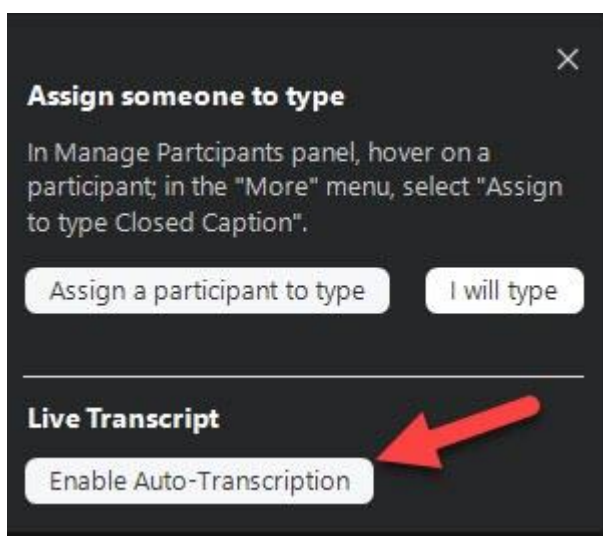 Assign someone to type
In Manage Partcipants panel, hover on a
participant; in the "More" menu, select "Assign
to type Closed Caption".
Assign a participant to type
I will type
Live Transcript
Enable Auto-Transcription